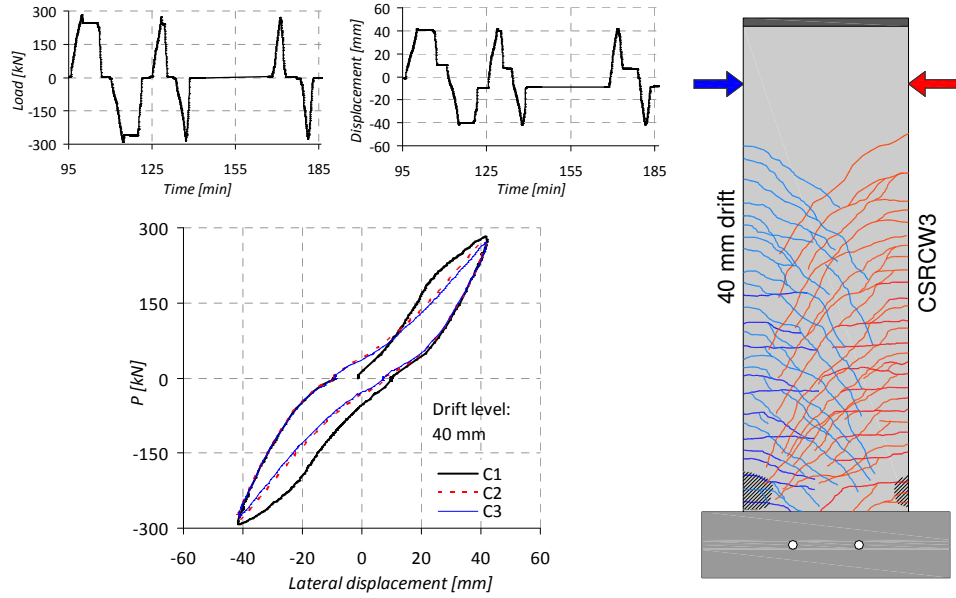 300
150
0
-150
-300
Load [kN]
95 125 155 185
Time [min]
60
40
20
0
-20
-40
-60
Displacement [mm]
95 125 155 185
Time [min]
300
150
0
-150
-300
P [kN]
Drift level:
40 mm
C1
C2
C3
-60 -40 -20 0 20 40 60
Lateral displacement [mm]
40 mm drift
CSRCW3